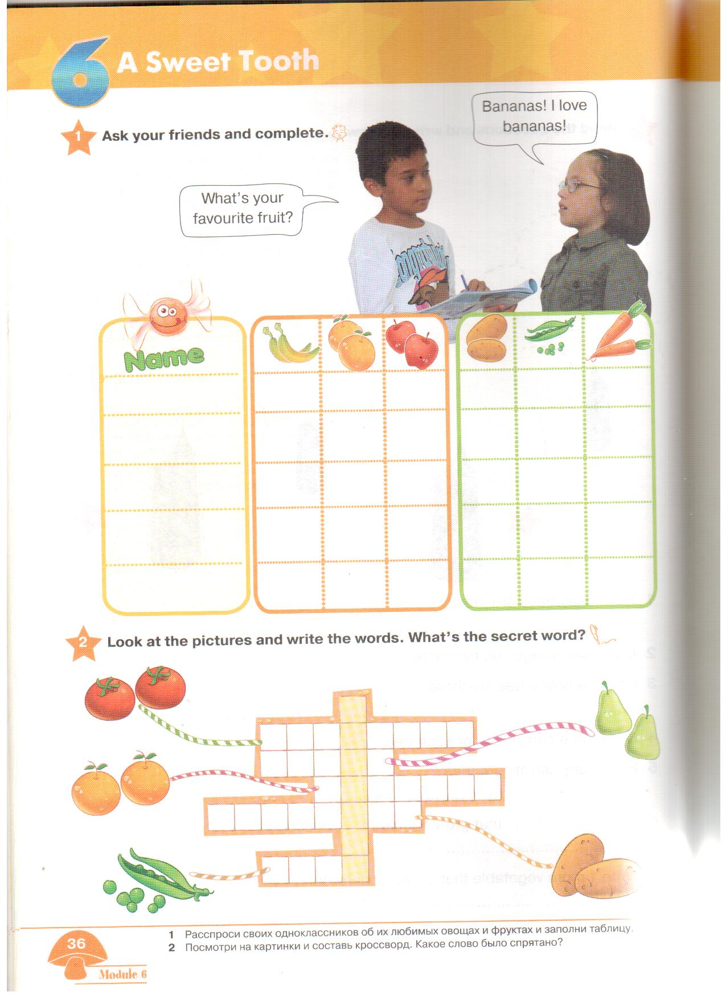 6 A Sweet Tooth
1 Ask your friends and complete.
Bananas! I love
bananas!
What's your
favourite fruit?
Name
2 Look at the pictures and write the words. What's the secret word?
1 Расспроси своих одноклассников об их любимых овощах и фруктах и заполни таблицу.
2 Посмотри на картинки и составь кроссворд. Какое слово было спрятано?
36
Module 6